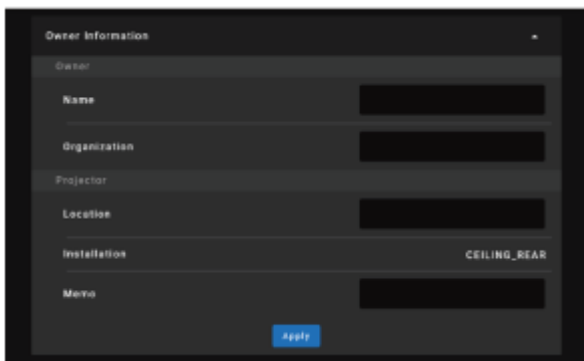 Owner Information
Owner
Name
Organization
Projector
Location
Installation CEILING_REAR
Memo
Apply